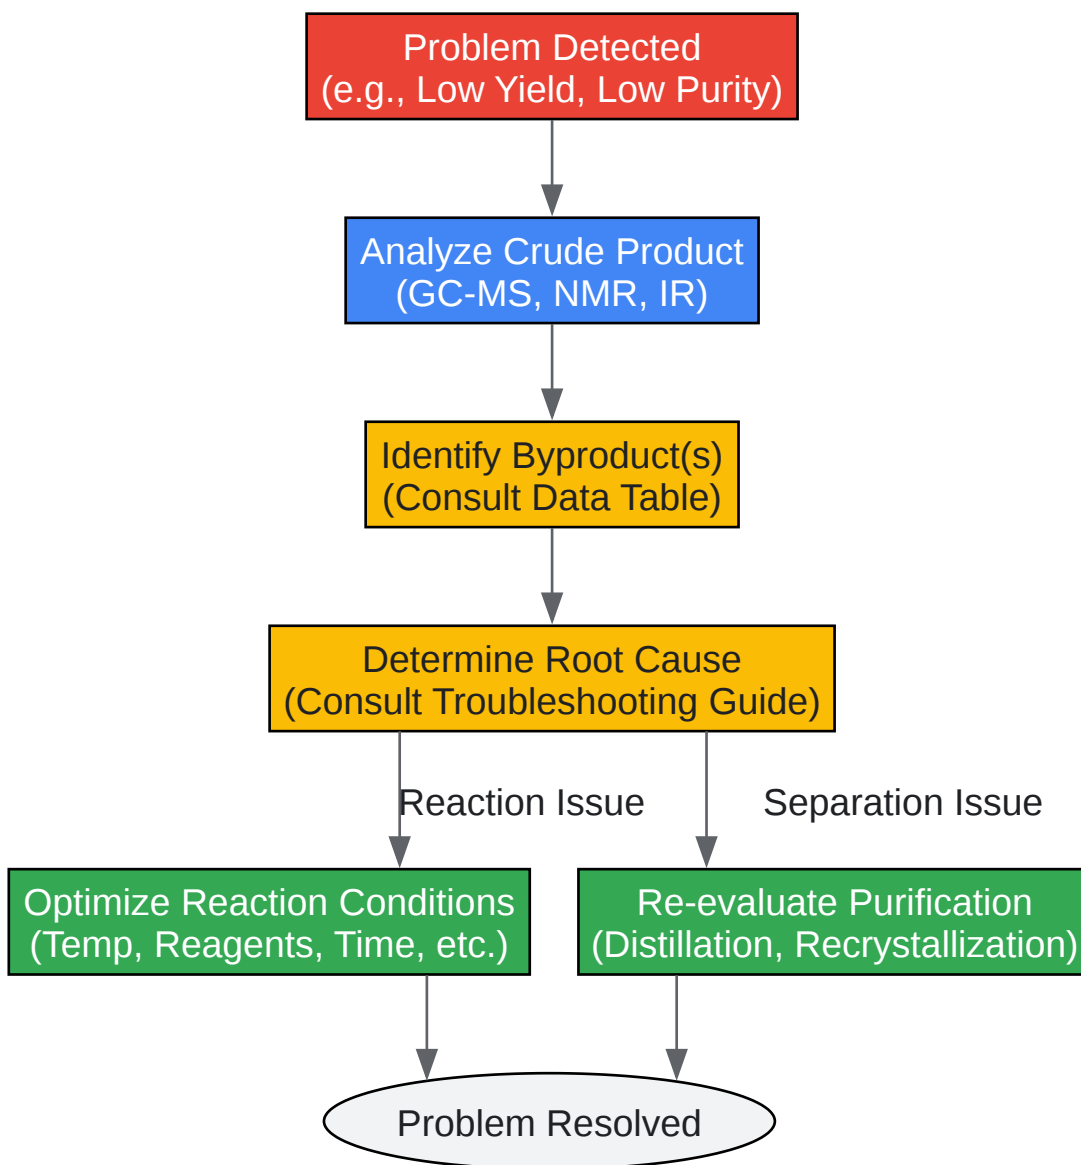 Problem Detected
(e.g., Low Yield, Low Purity)
Analyze Crude Product
(GC-MS, NMR, IR)
Identify Byproduct(s)
(Consult Data Table)
Determine Root Cause
(Consult Troubleshooting Guide)
Reaction Issue
Separation Issue
Optimize Reaction Conditions
(Temp, Reagents, Time, etc.)
Re-evaluate Purification
(Distillation, Recrystallization)
Problem Resolved